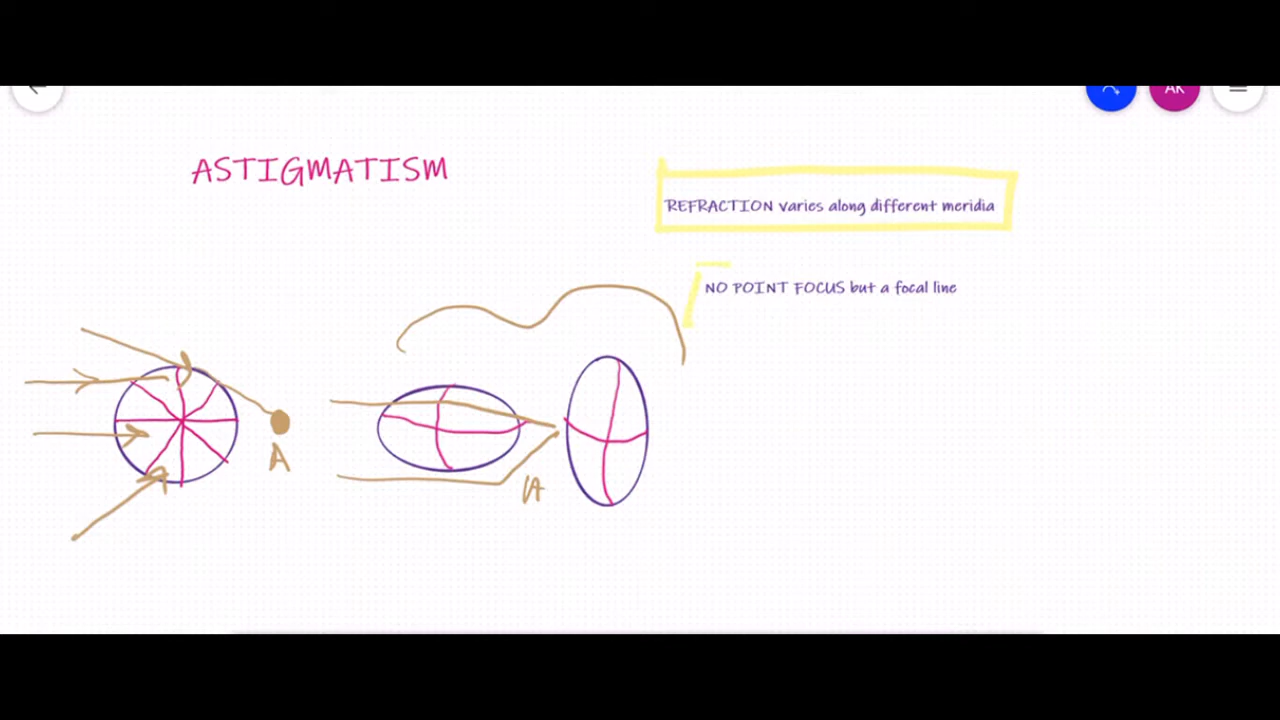 AK
ASTIGMATISM
REFRACTION varies along different meridia
NO POINT FOCUS but a focal line
A
A